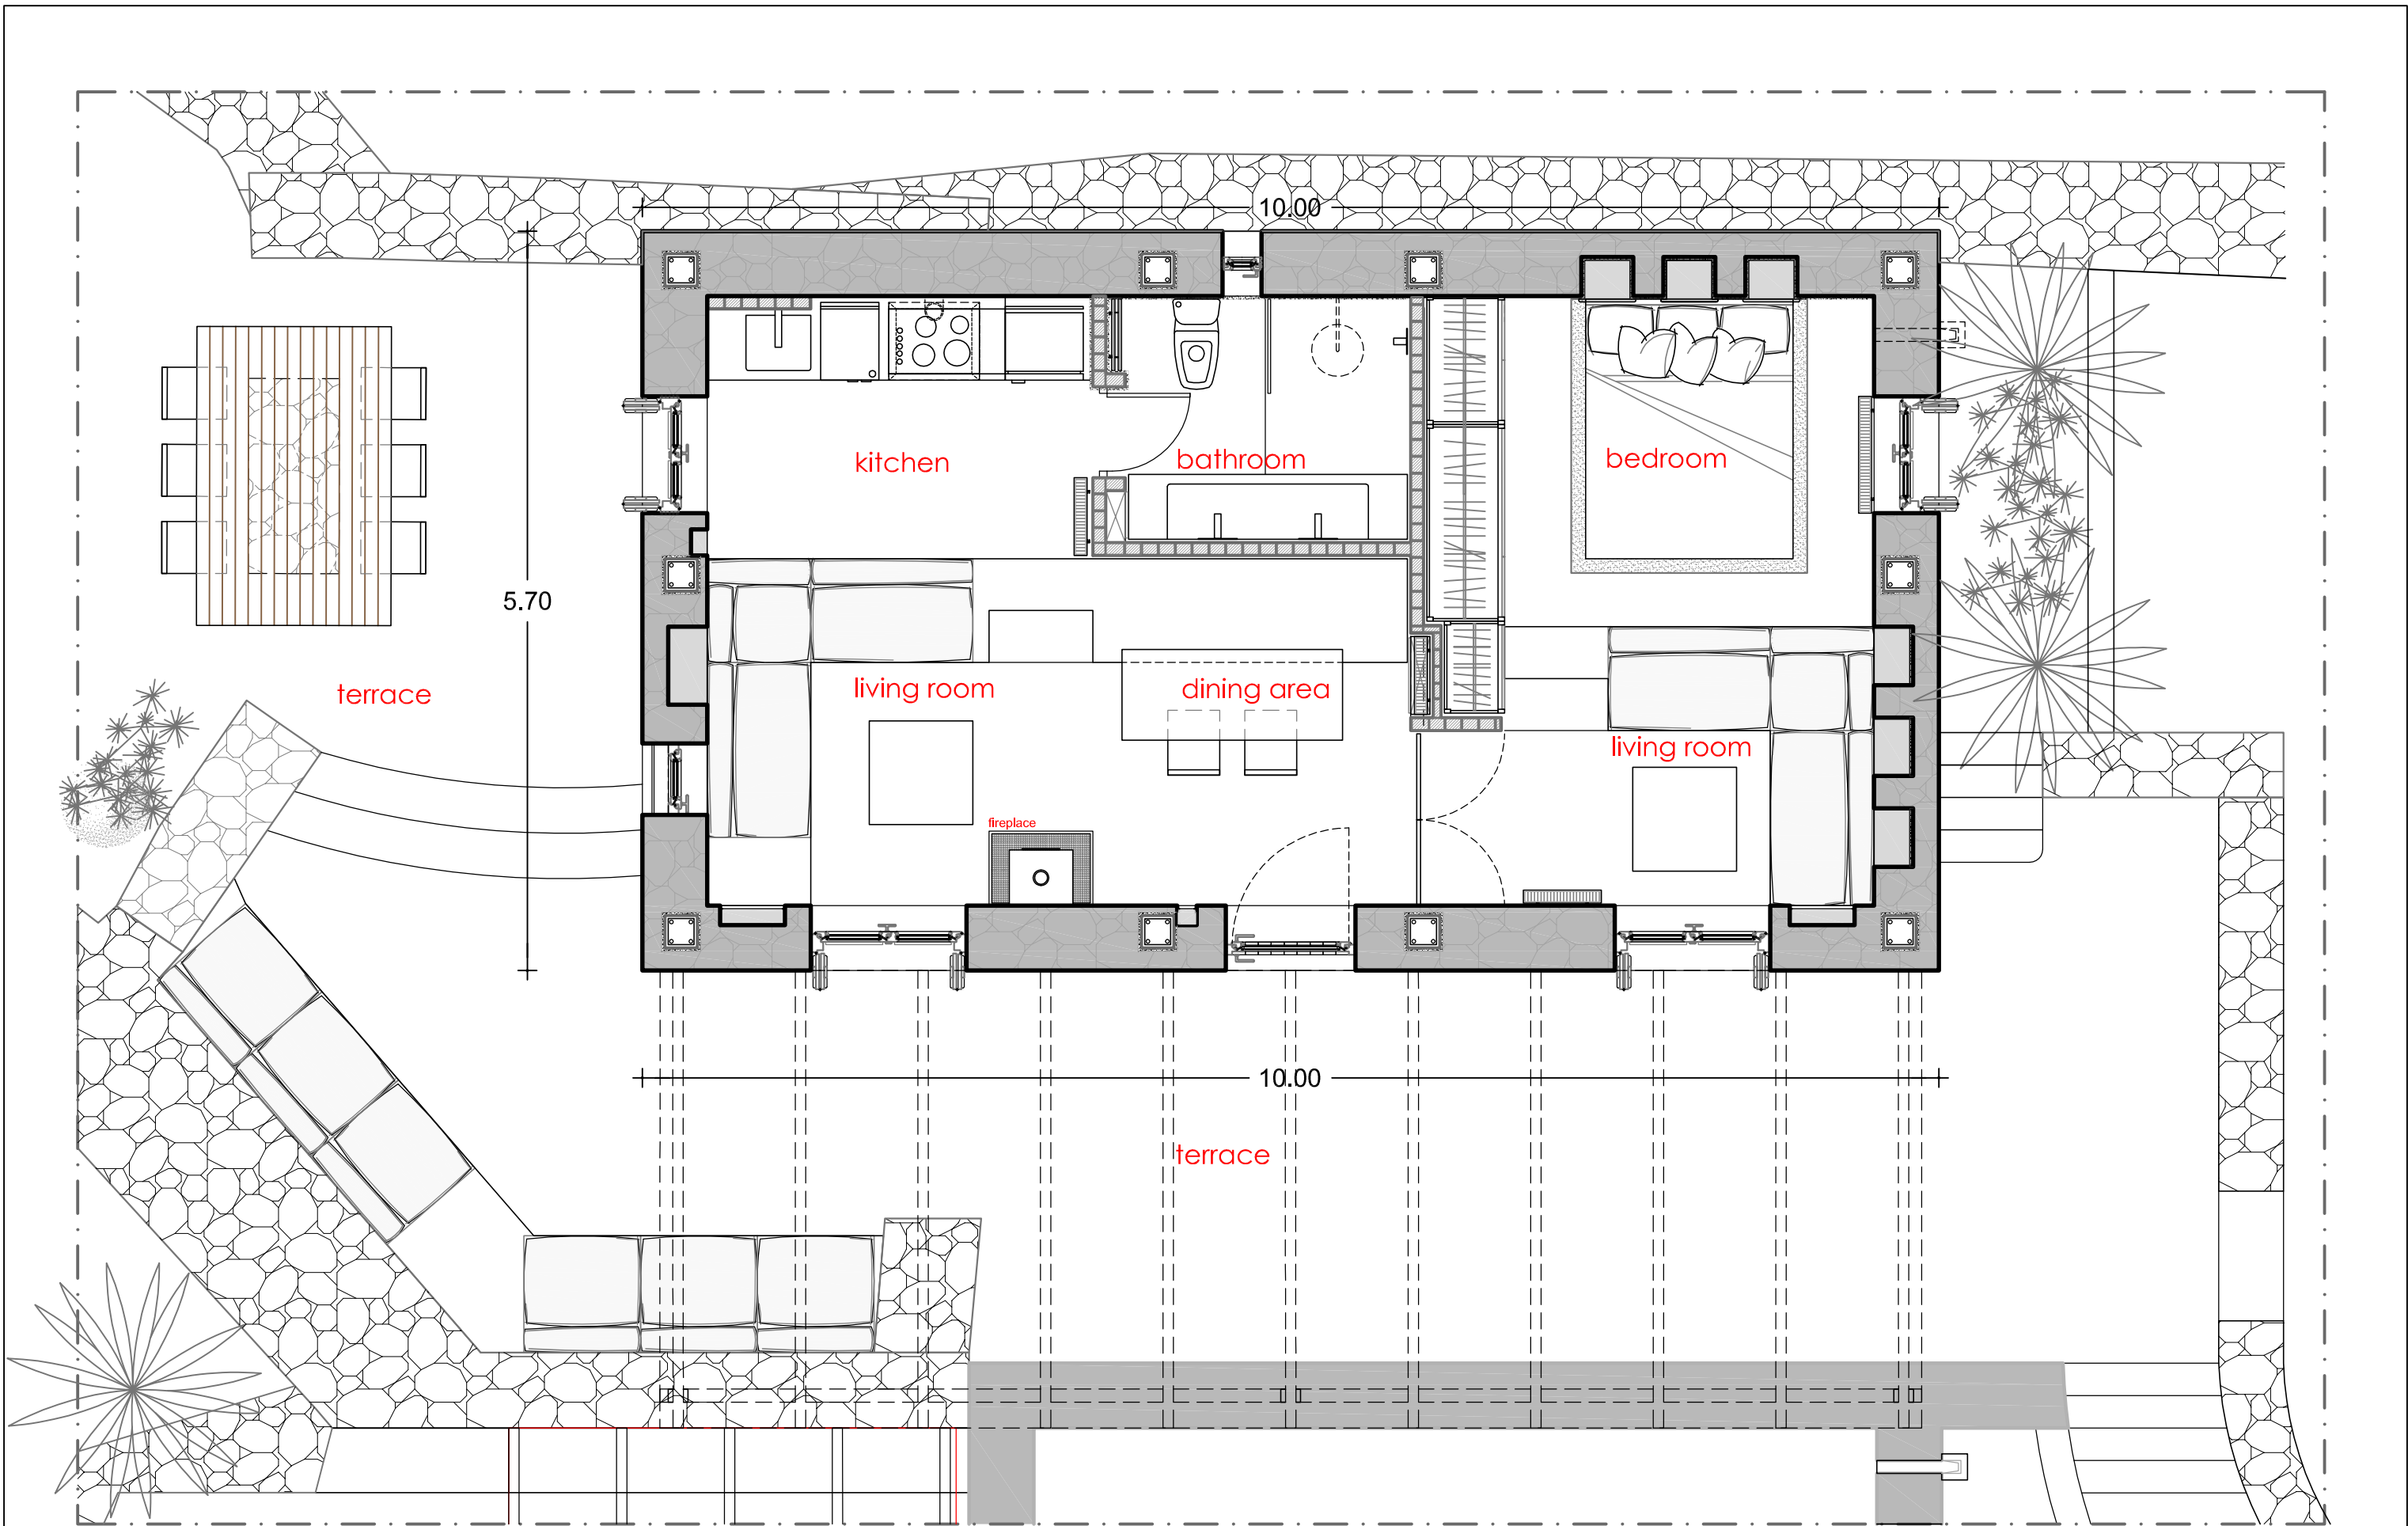 10.00
kitchen
bathroom
bedroom
5.70
terrace
living room
dining area
living room
fireplace
10.00
terrace